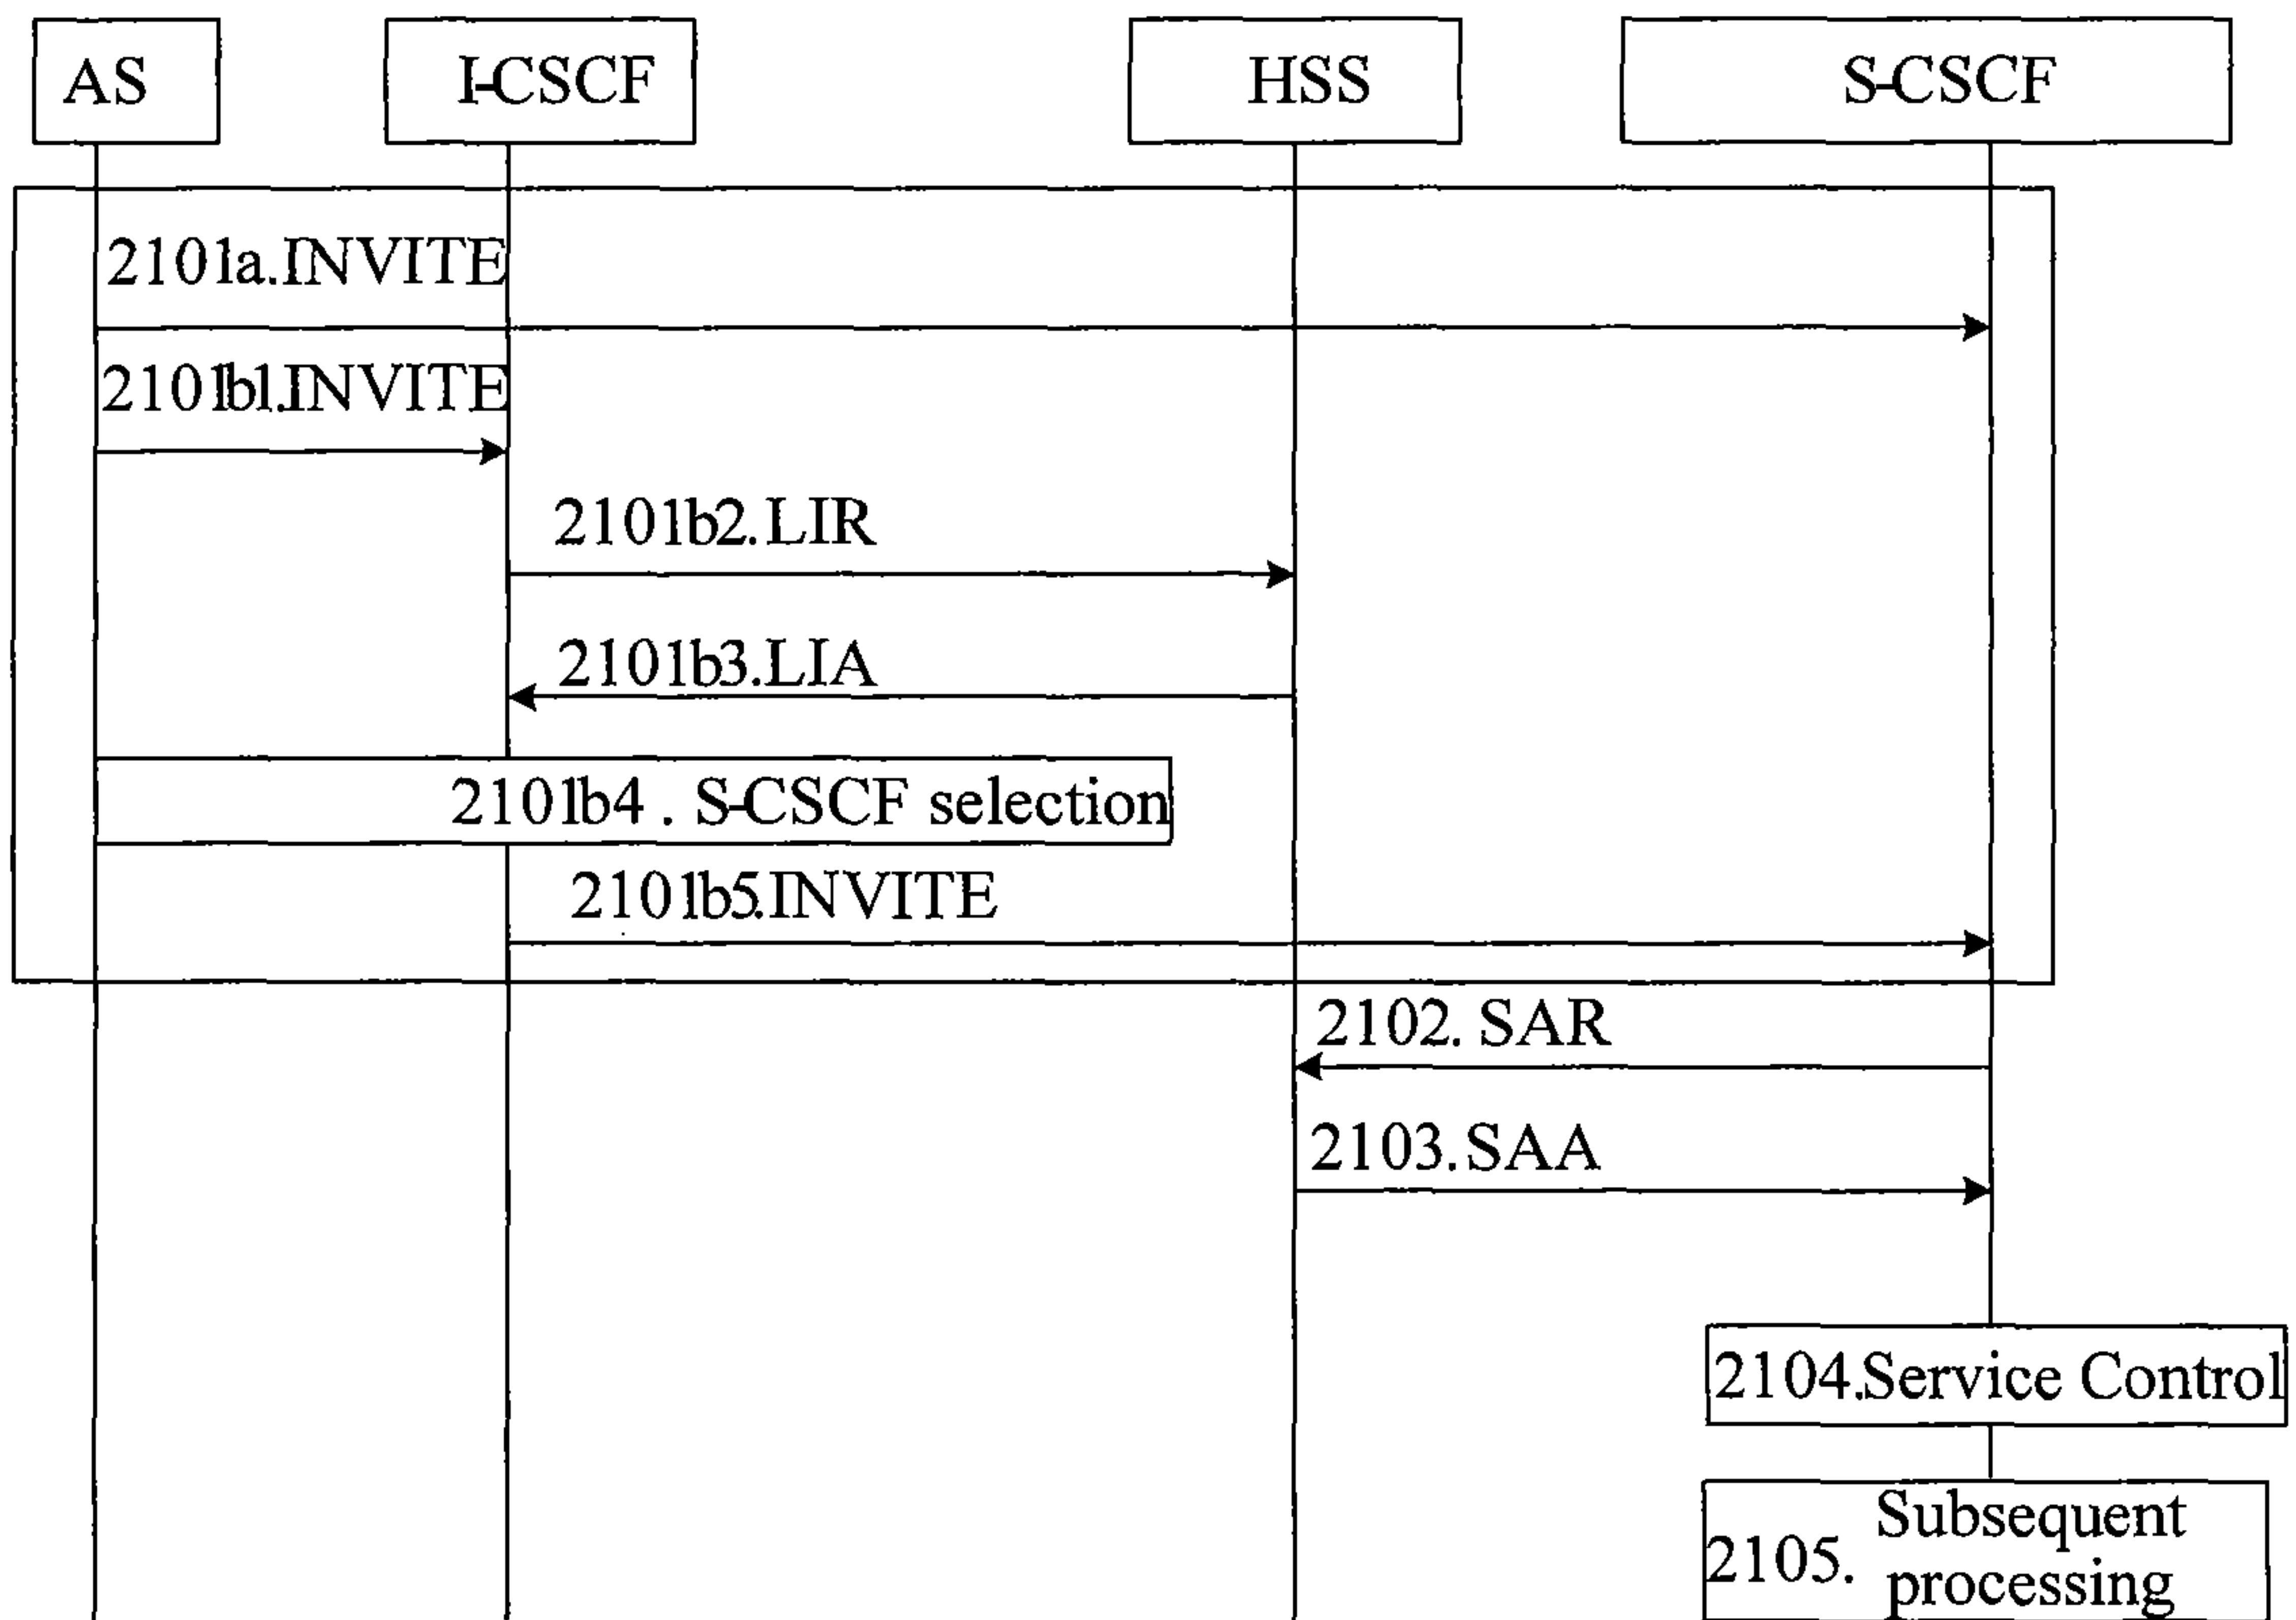 AS
I-CSCF
HSS
S-CSCF
2101a.INVITE
2101b1.INVITE
2101b2.LIR
2101b3.LIA
2101b4. S-CSCF selection
2101b5.INVITE
2102. SAR
2103.SAA
2104.Service Control
2105. Subsequent
processing